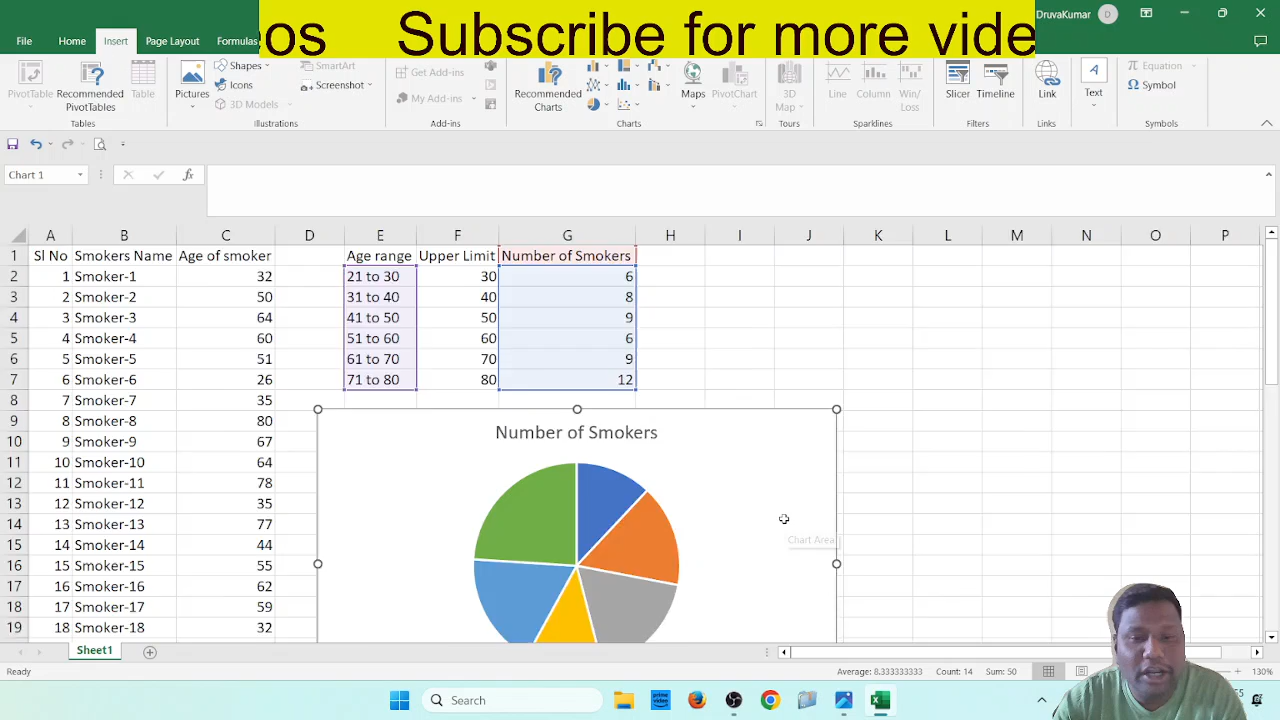 os Subscribe for more vide
DruvaKumar D
File Home Insert Page Layout Formulas
PivotTable Recommended PivotTables Table
Tables
Pictures Shapes Icons 3D Models SmartArt Screenshot
Illustrations
Get Add-ins
My Add-ins
Add-ins
Recommended Charts Maps PivotChart
Charts
3D Map
Tours
Line Column Win/Loss
Sparklines
Slicer Timeline
Filters
Link
Links
Text
Equation
Symbol
Symbols
Chart 1 fx
A B C D E F G H I J K L M N O P
1 Sl No Smokers Name Age of smoker Age range Upper Limit Number of Smokers
2 1 Smoker-1 32 21 to 30 30 6
3 2 Smoker-2 50 31 to 40 40 8
4 3 Smoker-3 64 41 to 50 50 9
5 4 Smoker-4 60 51 to 60 60 6
6 5 Smoker-5 51 61 to 70 70 9
7 6 Smoker-6 26 71 to 80 80 12
8 7 Smoker-7 35
9 8 Smoker-8 80
10 9 Smoker-9 67
11 10 Smoker-10 64
12 11 Smoker-11 78
13 12 Smoker-12 35
14 13 Smoker-13 77
15 14 Smoker-14 44
16 15 Smoker-15 55
17 16 Smoker-16 62
18 17 Smoker-17 59
19 18 Smoker-18 32
Number of Smokers
Chart Area
Sheet1
Ready Average: 8.333333333 Count: 14 Sum: 50 130%
Search